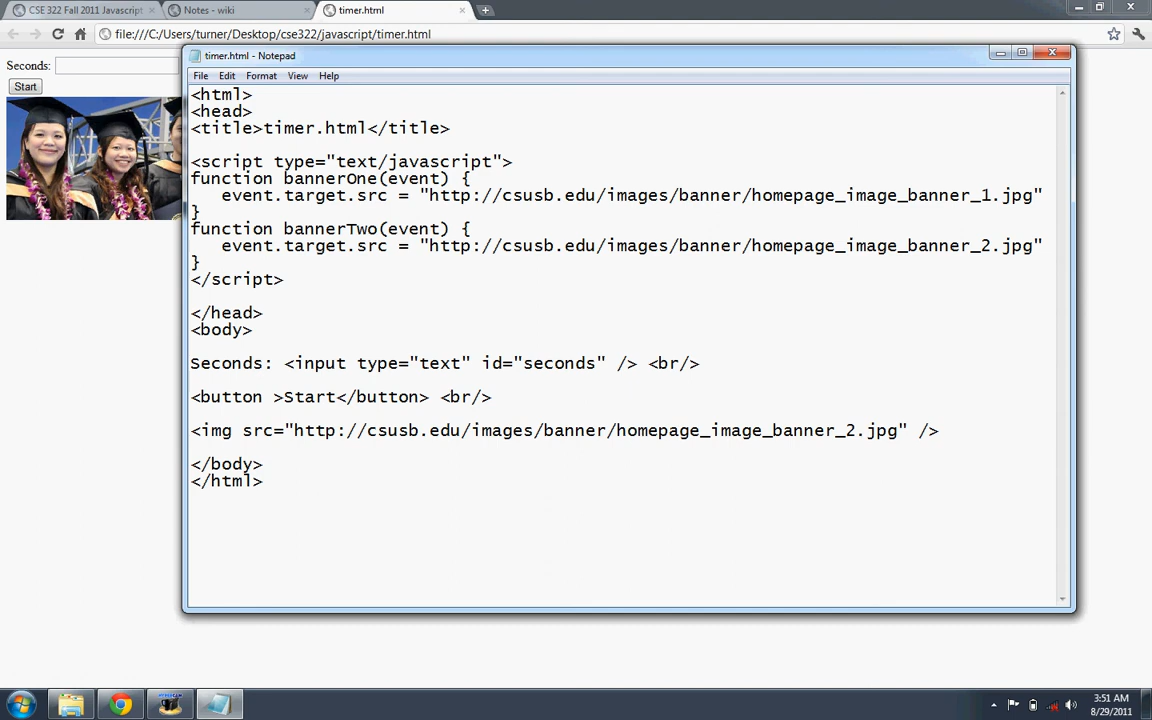 CSE 322 Fall 2011 Javascript
Notes - wiki
timer.html
file:///C:/Users/turner/Desktop/cse322/javascript/timer.html
Seconds:
Start
timer.html - Notepad
File Edit Format View Help
<html>
<head>
<title>timer.html</title>
<script type="text/javascript">
function bannerOne(event) {
event.target.src = "http://csusb.edu/images/banner/homepage_image_banner_1.jpg"
}
function bannerTwo(event) {
event.target.src = "http://csusb.edu/images/banner/homepage_image_banner_2.jpg"
}
</script>
</head>
<body>
Seconds: <input type="text" id="seconds" /> <br/>
<button >Start</button> <br/>
<img src="http://csusb.edu/images/banner/homepage_image_banner_2.jpg" />
</body>
</html>
3:51 AM
8/29/2011